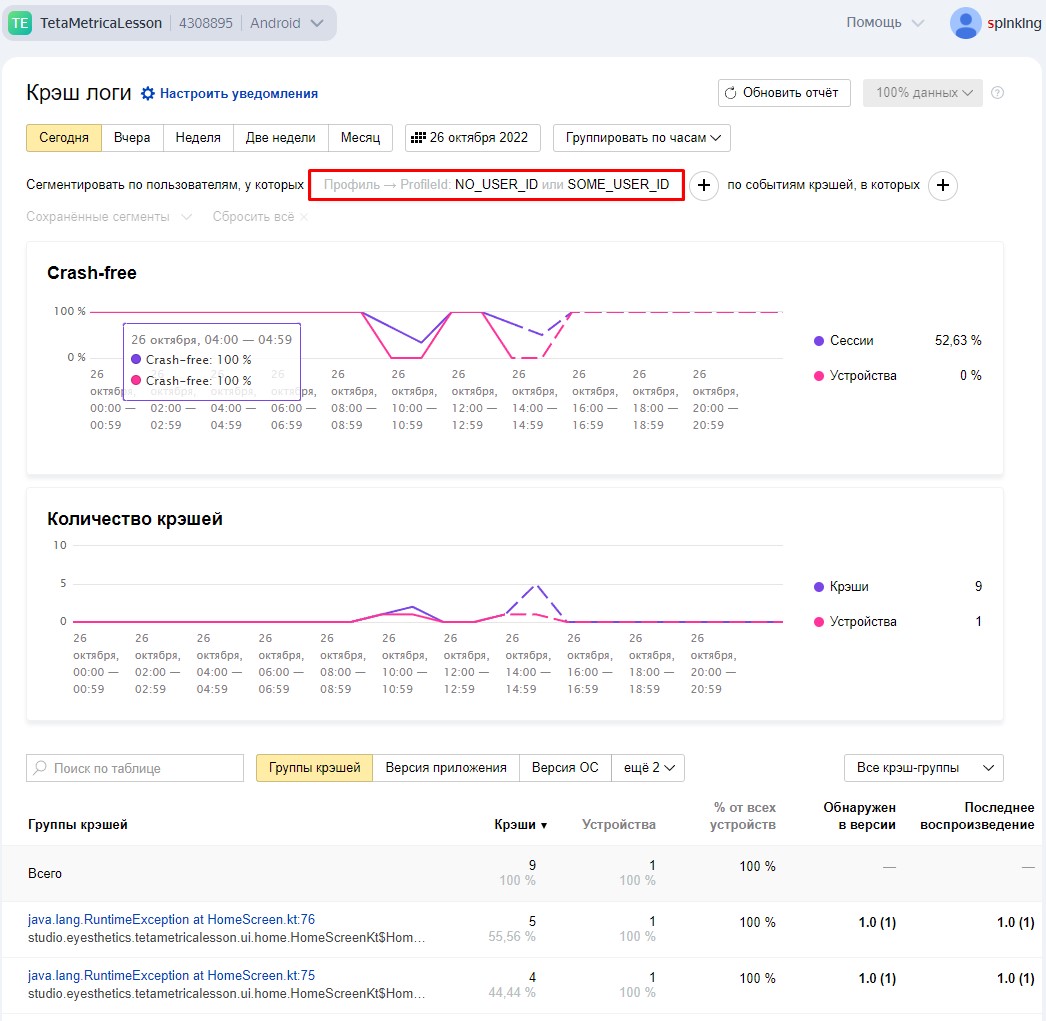 TE TetaMetricaLesson 4308895 Android Помощь spinking
Крэш логи Настроить уведомления Обновить отчёт 100% данных ?
Сегодня Вчера Неделя Две недели Месяц 26 октября 2022 Группировать по часам
Сегментировать по пользователям, у которых Профиль → ProfileId: NO_USER_ID или SOME_USER_ID + по событиям крэшей, в которых +
Сохранённые сегменты Сбросить всё ×
Crash-free
100 %
26 октября, 04:00 — 04:59
Crash-free: 100 %
Crash-free: 100 %
0 %
Сессии 52,63 %
Устройства 0 %
26 26 26 26 26 26 26 26 26 26 26
октября, октября, октября, октября, октября, октября, октября, октября, октября, октября, октября,
00:00 — 02:00 — 04:00 — 06:00 — 08:00 — 10:00 — 12:00 — 14:00 — 16:00 — 18:00 — 20:00 —
00:59 02:59 04:59 06:59 08:59 10:59 12:59 14:59 16:59 18:59 20:59
Количество крэшей
10
5
0
Крэши 9
Устройства 1
26 26 26 26 26 26 26 26 26 26 26
октября, октября, октября, октября, октября, октября, октября, октября, октября, октября, октября,
00:00 — 02:00 — 04:00 — 06:00 — 08:00 — 10:00 — 12:00 — 14:00 — 16:00 — 18:00 — 20:00 —
00:59 02:59 04:59 06:59 08:59 10:59 12:59 14:59 16:59 18:59 20:59
Поиск по таблице Группы крэшей Версия приложения Версия ОС ещё 2 Все крэш-группы
Группы крэшей Крэши ▼ Устройства % от всех устройств Обнаружен в версии Последнее воспроизведение
Всего 9 1 100 % — —
100 % 100 %
java.lang.RuntimeException at HomeScreen.kt:76 5 1 100 % 1.0 (1) 1.0 (1)
studio.eyesthetics.tetametricalesson.ui.home.HomeScreenKt$Hom… 55,56 % 100 %
java.lang.RuntimeException at HomeScreen.kt:75 4 1 100 % 1.0 (1) 1.0 (1)
studio.eyesthetics.tetametricalesson.ui.home.HomeScreenKt$Hom… 44,44 % 100 %